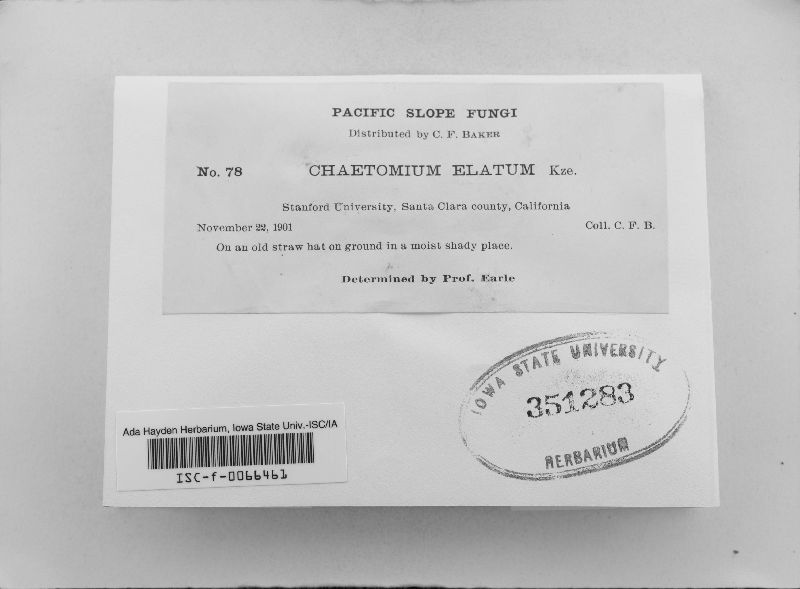 PACIFIC SLOPE FUNGI
Distributed by C. F. BAKER
No. 78 CHAETOMIUM ELATUM Kze.
Stanford University, Santa Clara county, California
November 22, 1901 Coll. C. F. B.
On an old straw hat on ground in a moist shady place.
Determined by Prof. Earle
IOWA STATE UNIVERSITY
351283
HERBARIUM
Ada Hayden Herbarium, Iowa State Univ.-ISC/IA
ISC-f-0066461